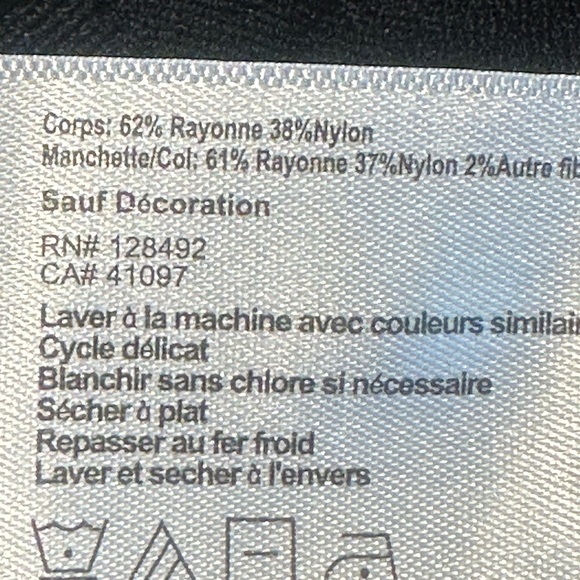 Corps: 62% Rayonne 38%Nylon
Manchette/Col: 61% Rayonne 37%Nylon 2%Autre
Sauf Décoration
RN# 128492
CA# 41097
Laver à la machine avec couleurs
Cycle délicat
Blanchir sans chlore si nécessaire
Sécher à plat
Repasser au fer froid
Laver et secher à l'envers